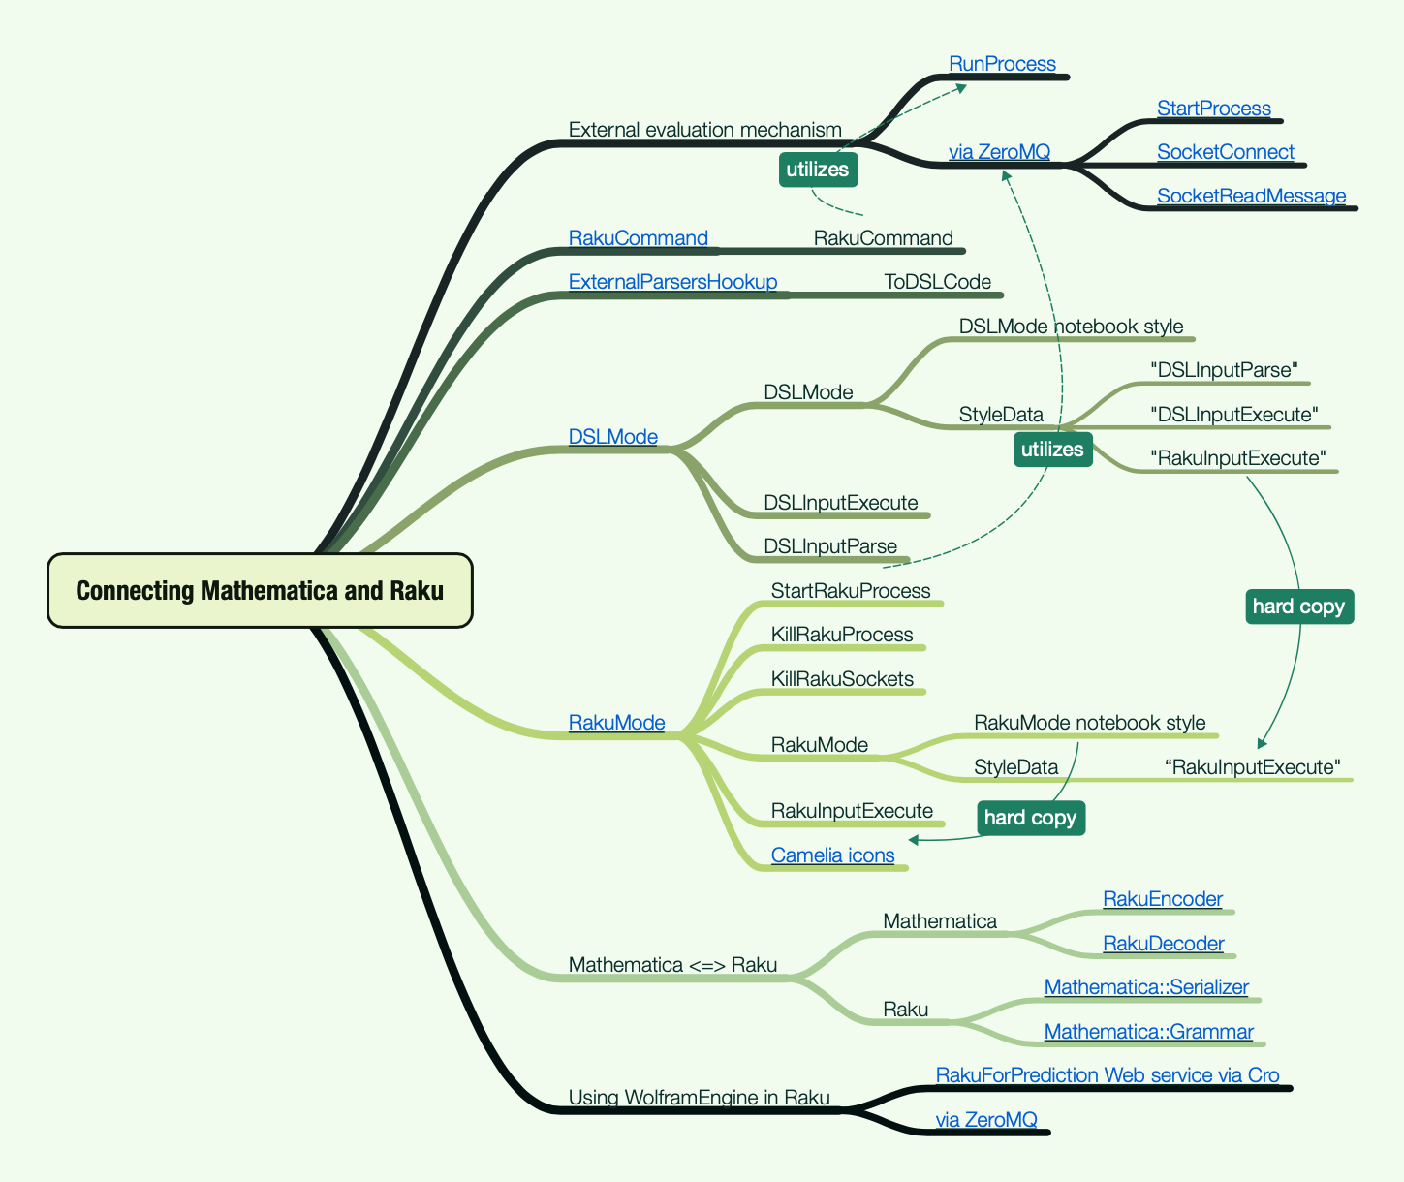 RunProcess
StartProcess
External evaluation mechanism
via ZeroMQ
SocketConnect
utilizes
SocketReadMessage
RakuCommand
RakuCommand
ExternalParsersHookup
ToDSLCode
DSLMode notebook style
"DSLInputParse"
DSLMode
StyleData
"DSLInputExecute"
DSLMode
utilizes
"RakuInputExecute"
DSLInputExecute
DSLInputParse
Connecting Mathematica and Raku
StartRakuProcess
hard copy
KillRakuProcess
KillRakuSockets
RakuMode
RakuMode notebook style
RakuMode
StyleData
“RakuInputExecute"
RakuInputExecute
hard copy
Camelia icons
RakuEncoder
Mathematica
RakuDecoder
Mathematica <=> Raku
Mathematica::Serializer
Raku
Mathematica::Grammar
RakuForPrediction Web service via Cro
Using WolframEngine in Raku
via ZeroMQ